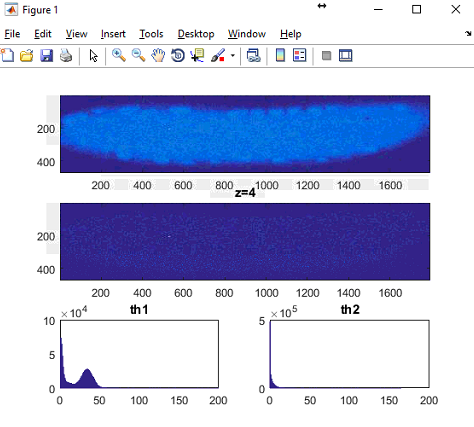 Figure 1
File Edit View Insert Tools Desktop Window Help
200
400
200 400 600 800 1000 1200 1400 1600
z=4
200
400
200 400 600 800 1000 1200 1400 1600
×10^4 th1
10
5
0
0 50 100 150 200
×10^5 th2
5
0
0 50 100 150 200